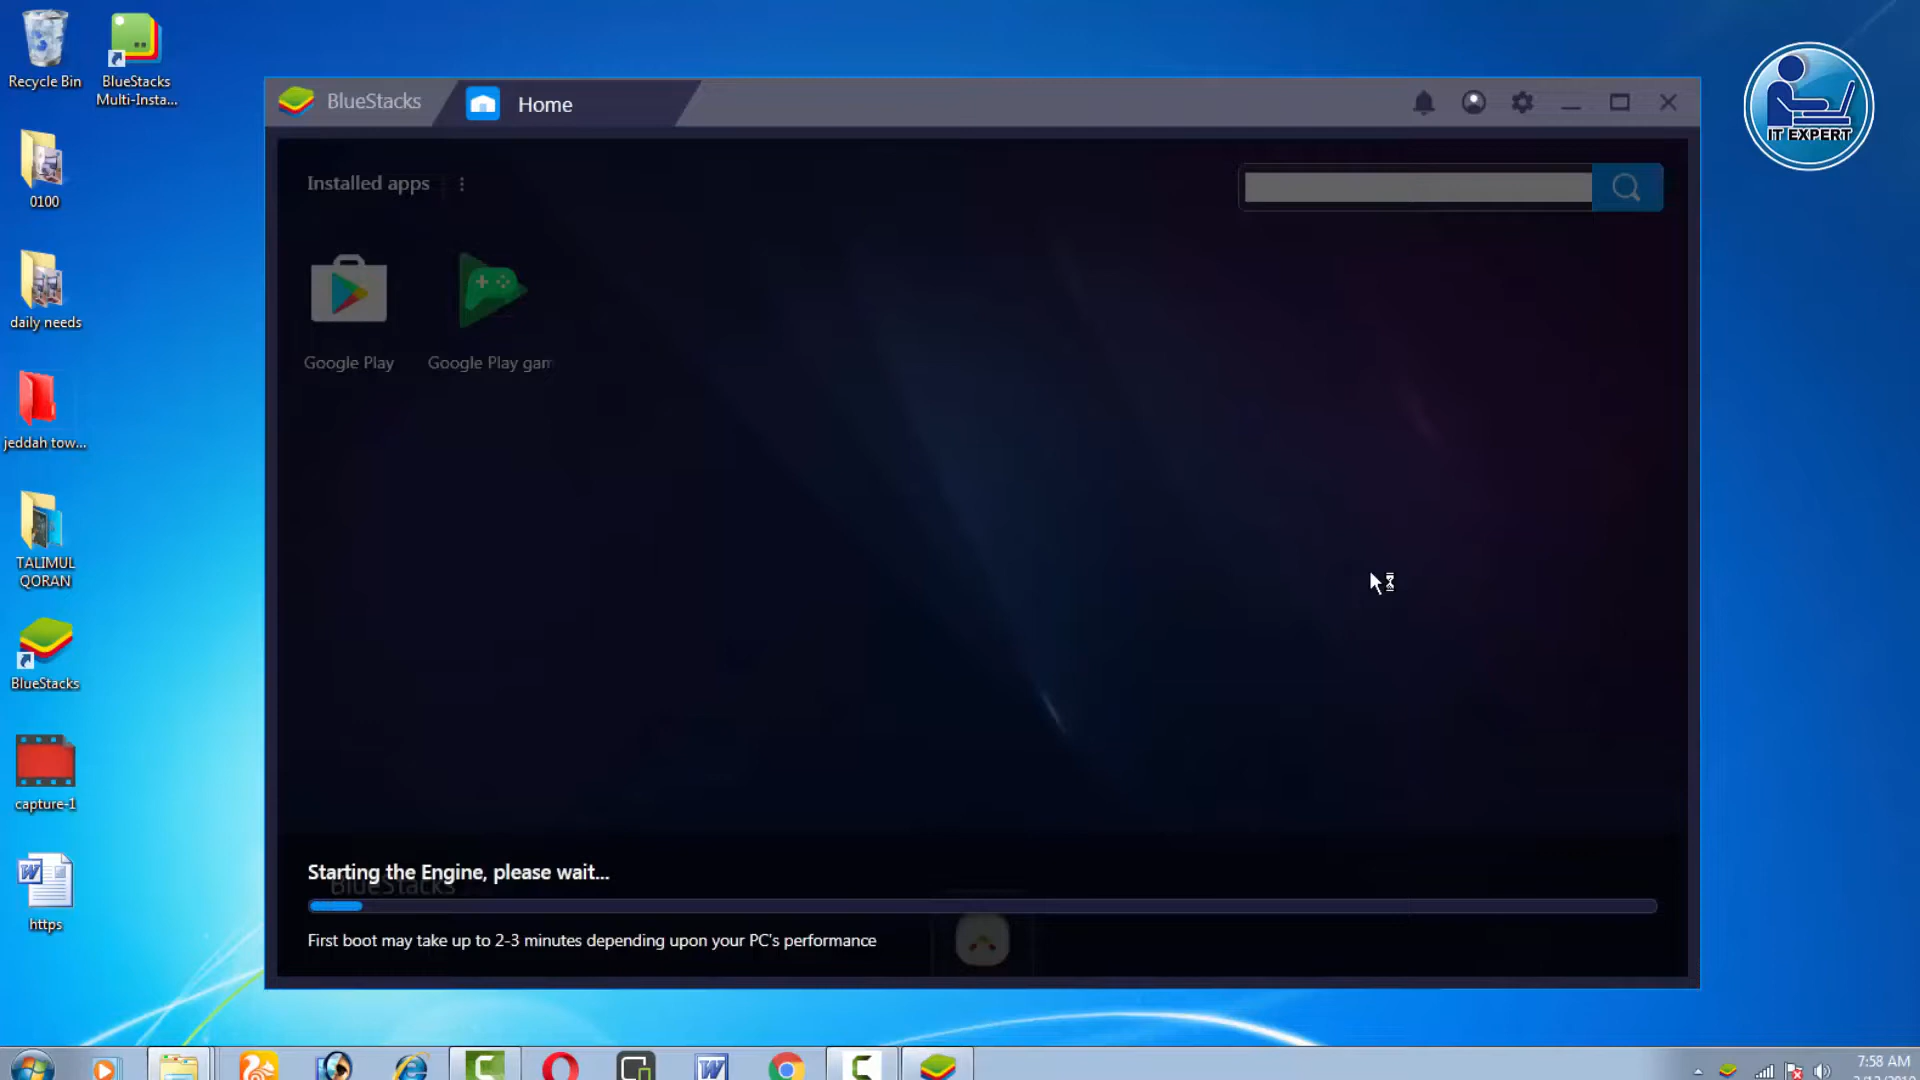 Recycle Bin
BlueStacks
Multi-Insta...
0100
daily needs
jeddah tow...
TALIMUL
QORAN
BlueStacks
capture-1
https
BlueStacks
Home
Installed apps
Google Play
Google Play gam
Starting the Engine, please wait...
BlueStacks
First boot may take up to 2-3 minutes depending upon your PC's performance
IT EXPERT
7:58 AM